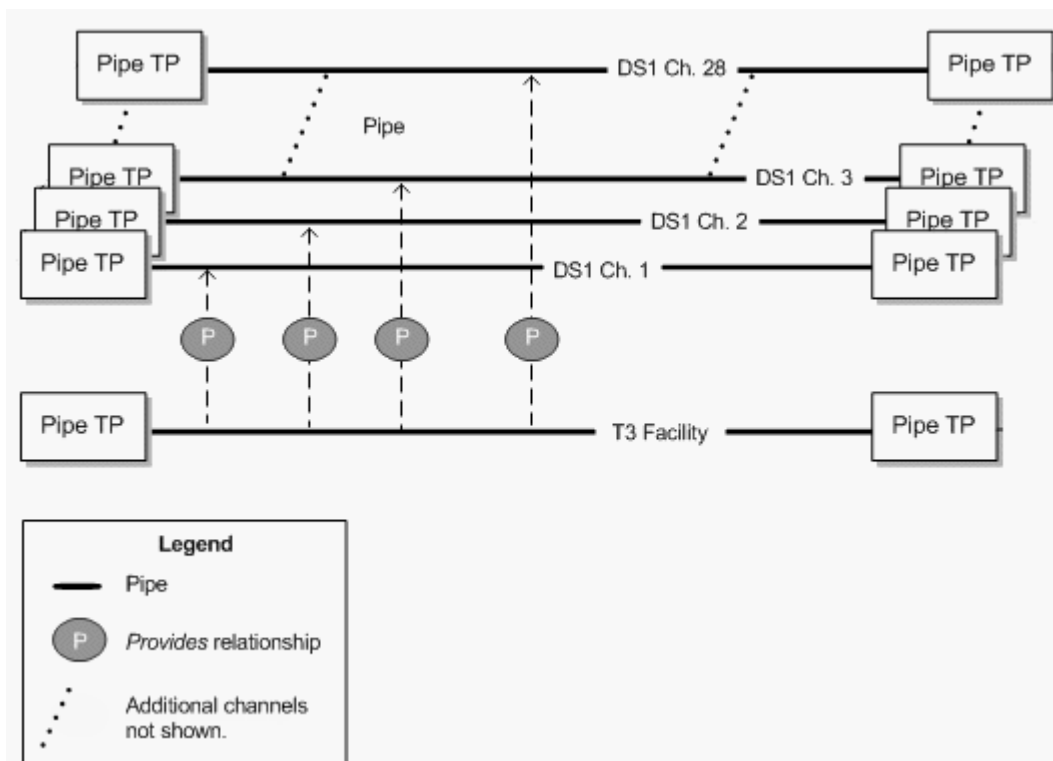 Pipe TP DS1 Ch. 28 Pipe TP
Pipe
Pipe TP DS1 Ch. 3 Pipe TP
Pipe TP DS1 Ch. 2 Pipe TP
Pipe TP DS1 Ch. 1 Pipe TP
P P P P
Pipe TP T3 Facility Pipe TP
Legend
Pipe
P Provides relationship
Additional channels
not shown.